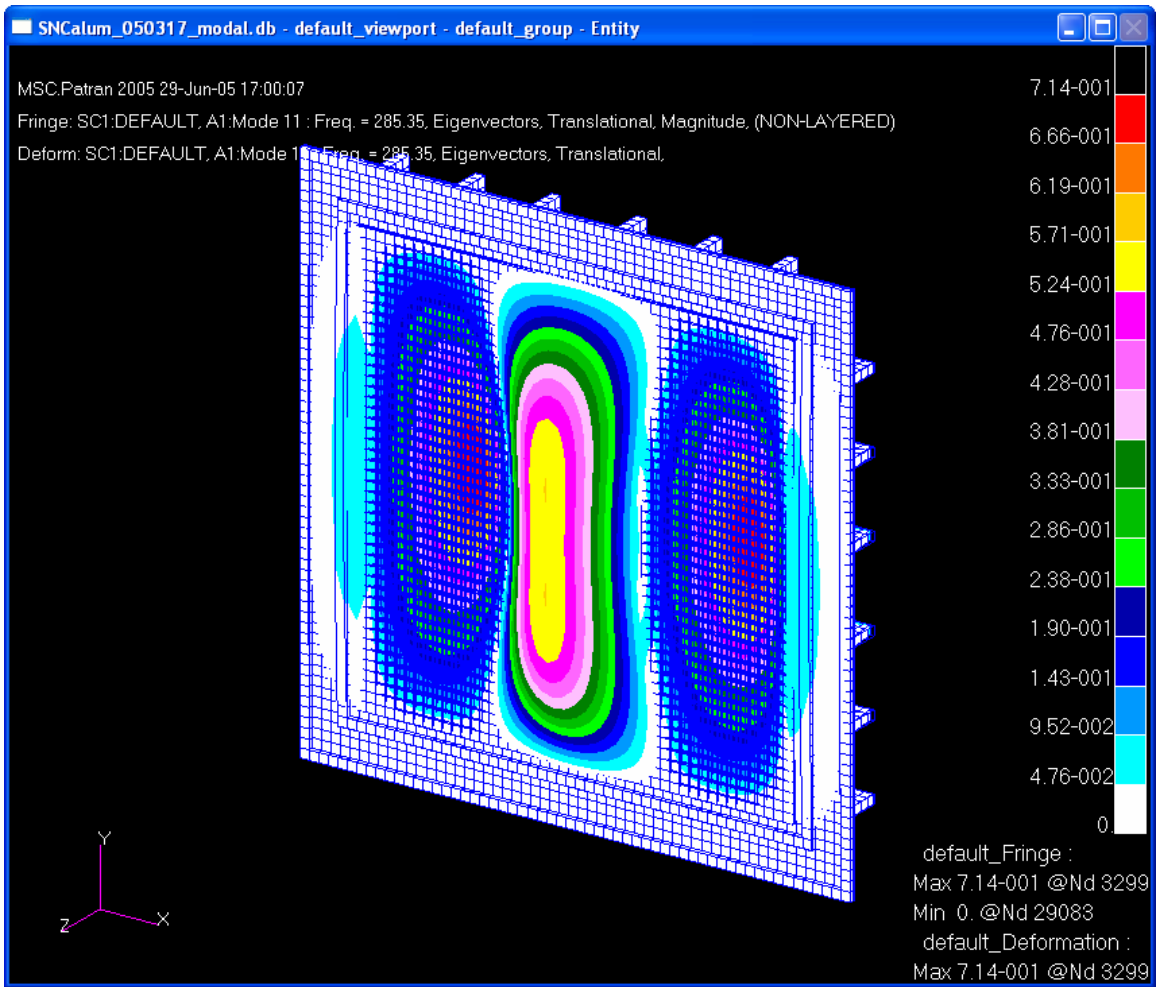 SNCalum_050317_modal.db - default_viewport - default_group - Entity
MSC.Patran 2005 29-Jun-05 17:00:07
Fringe: SC1:DEFAULT, A1:Mode 11 : Freq. = 285.35, Eigenvectors, Translational, Magnitude, (NON-LAYERED)
Deform: SC1:DEFAULT, A1:Mode 1 Freq. = 285.35, Eigenvectors, Translational,
7.14-001
6.66-001
6.19-001
5.71-001
5.24-001
4.76-001
4.28-001
3.81-001
3.33-001
2.86-001
2.38-001
1.90-001
1.43-001
9.52-002
4.76-002
0.
default_Fringe :
Max 7.14-001 @Nd 3299
Min 0. @Nd 29083
default_Deformation :
Max 7.14-001 @Nd 3299
Y
Z
X